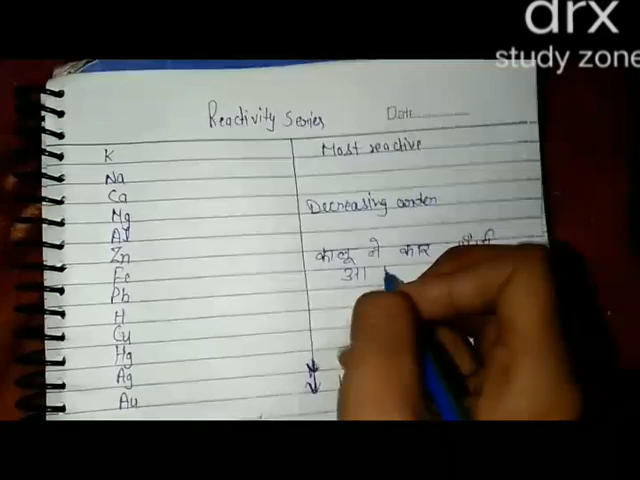 drx
study zone
Reactivity Series
Date
K
Most reactive
Na
Ca
Decreasing orden
Mg
Al
Zn
कालू ने कार
Fe
आ
Pb
H
Cu
Hg
Ag
Au